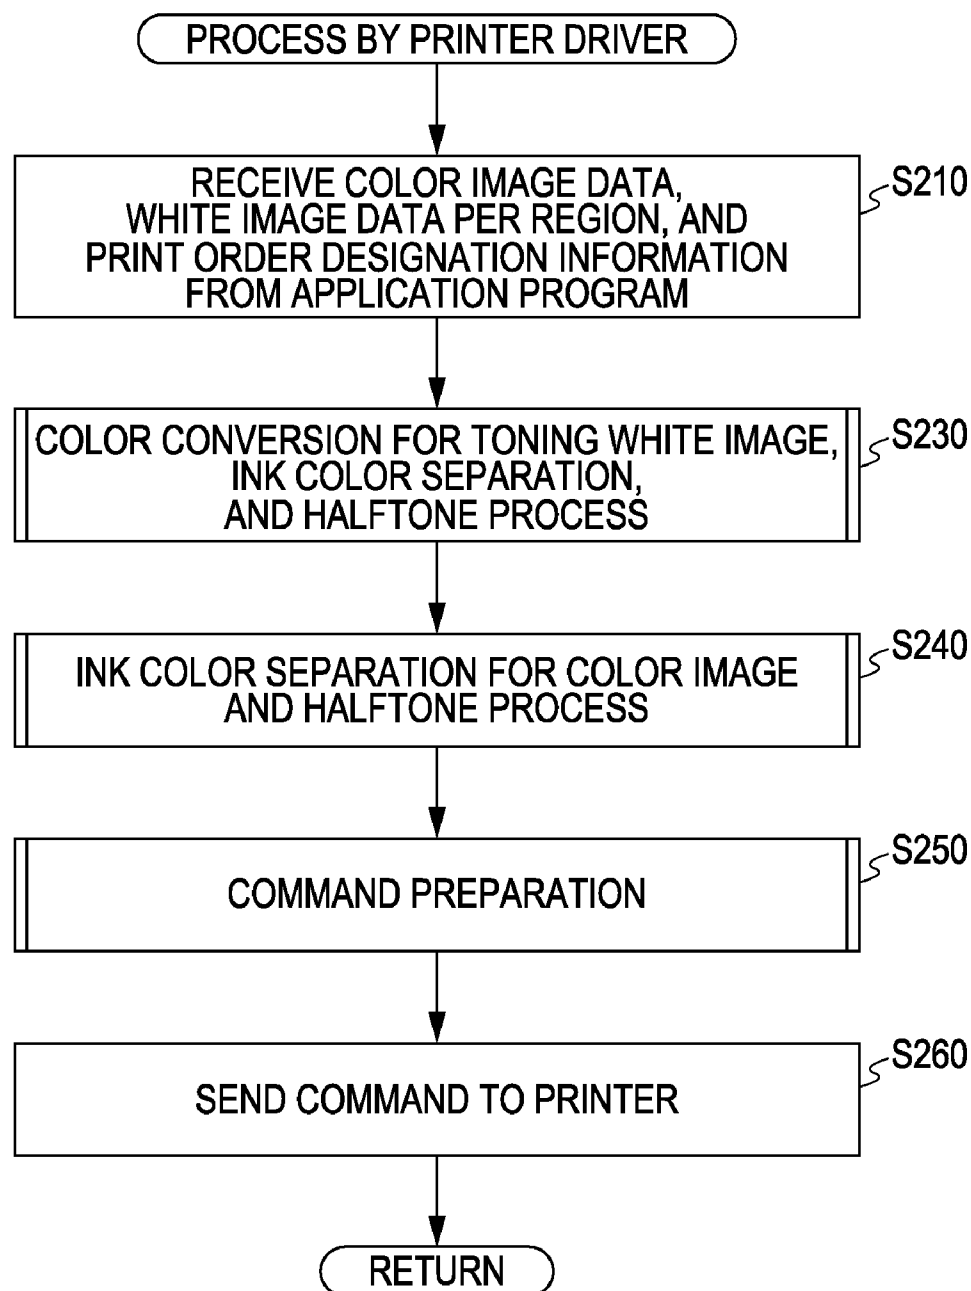 PROCESS BY PRINTER DRIVER
RECEIVE COLOR IMAGE DATA,
WHITE IMAGE DATA PER REGION, AND
PRINT ORDER DESIGNATION INFORMATION
FROM APPLICATION PROGRAM
S210
COLOR CONVERSION FOR TONING WHITE IMAGE,
INK COLOR SEPARATION,
AND HALFTONE PROCESS
S230
INK COLOR SEPARATION FOR COLOR IMAGE
AND HALFTONE PROCESS
S240
COMMAND PREPARATION
S250
SEND COMMAND TO PRINTER
S260
RETURN